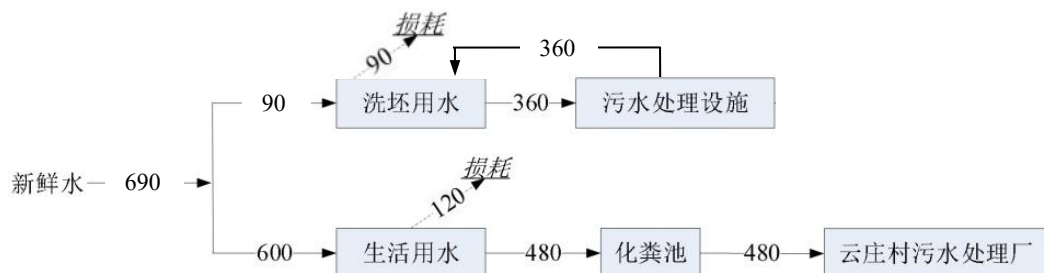 损耗
90
360
90
洗坯用水
360
污水处理设施
新鲜水
690
损耗
120
600
生活用水
480
化粪池
480
云庄村污水处理厂